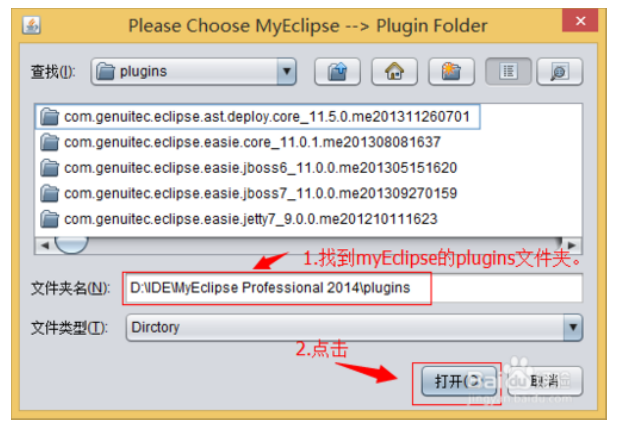 Please Choose MyEclipse --> Plugin Folder
查找(I):
plugins
com.genuitec.eclipse.ast.deploy.core_11.5.0.me201311260701
com.genuitec.eclipse.easie.core_11.0.1.me201308081637
com.genuitec.eclipse.easie.jboss6_11.0.0.me201305151620
com.genuitec.eclipse.easie.jboss7_11.0.0.me201309270159
com.genuitec.eclipse.easie.jetty7_9.0.0.me201210111623
1.找到myEclipse的plugins文件夹。
文件夹名(N):
D:\IDE\MyEclipse Professional 2014\plugins
文件类型(T):
Dirctory
2.点击
打开(
取消